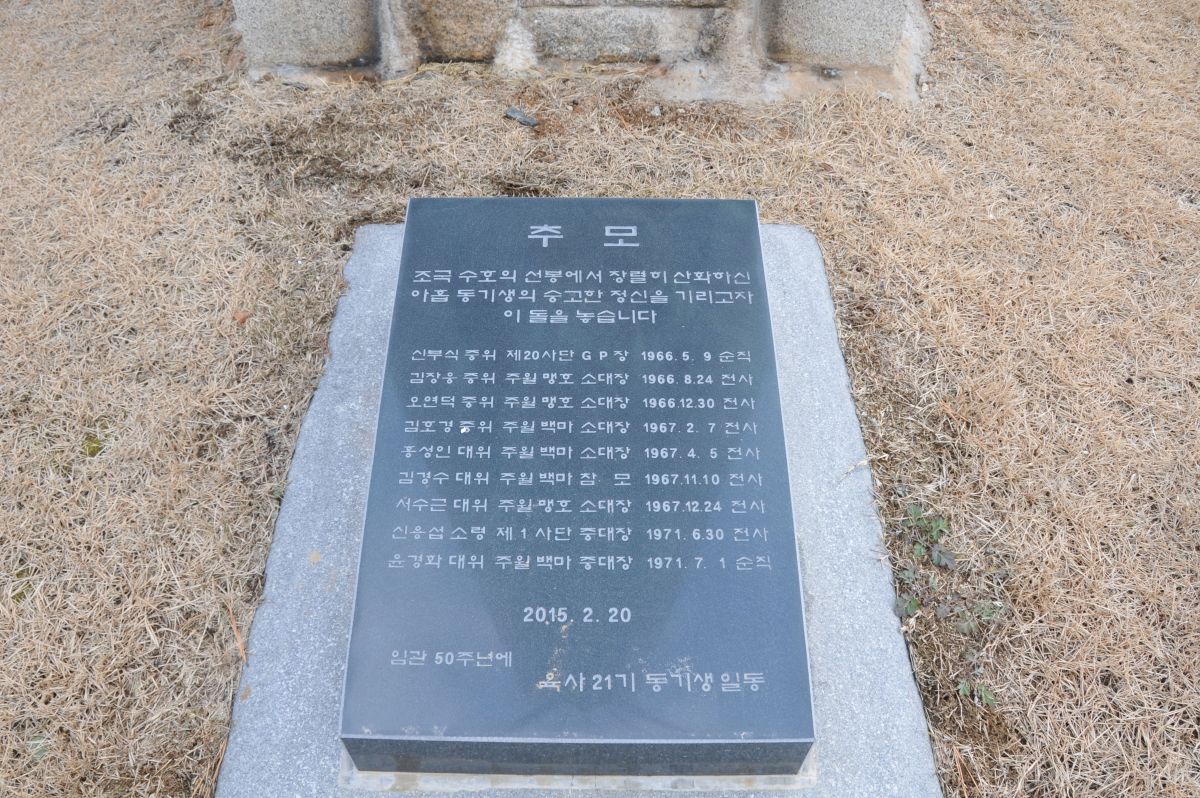 추 모
조국 수호의 선봉에서 장렬히 산화하신
아홉 동기생의 숭고한 정신을 기리고자
이 돌을 놓습니다
신부식 중위 제20사단 G P 장 1966. 5. 9 순직
김장웅 중위 주월 맹호 소대장 1966. 8.24 전사
오연덕 중위 주월 맹호 소대장 1966.12.30 전사
김호경 중위 주월 백마 소대장 1967. 2. 7 전사
홍성인 대위 주월 백마 소대장 1967. 4. 5 전사
김경수 대위 주월 백마 참 모 1967.11.10 전사
서수근 대위 주월 맹호 소대장 1967.12.24 전사
신응섭 소령 제 1 사단 중대장 1971. 6.30 전사
윤경화 대위 주월 백마 중대장 1971. 7. 1 순직
2015. 2. 20
임관 50주년에
육사 21기 동기생 일동